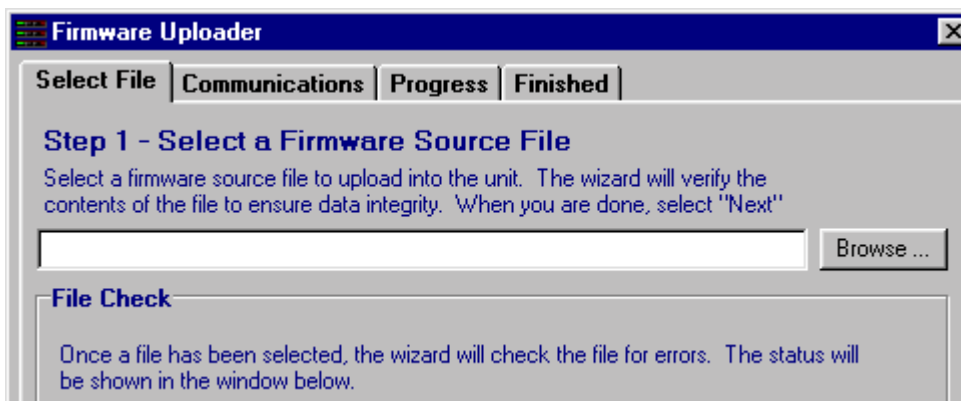 Firmware Uploader
Select File Communications Progress Finished
Step 1 - Select a Firmware Source File
Select a firmware source file to upload into the unit.  The wizard will verify the
contents of the file to ensure data integrity.  When you are done, select "Next"
Browse ...
File Check
Once a file has been selected, the wizard will check the file for errors.  The status will
be shown in the window below.